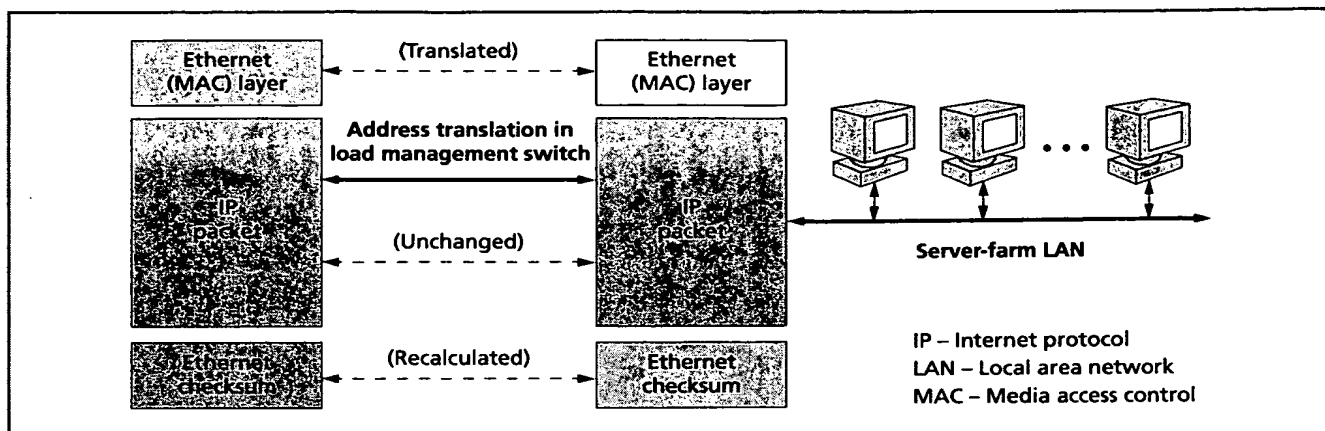 Ethernet
(MAC) layer
(Translated)
Ethernet
(MAC) layer
Address translation in
load management switch
IP
packet
IP
packet
(Unchanged)
Server-farm LAN
Ethernet
checksum
(Recalculated)
Ethernet
checksum
IP – Internet protocol
LAN – Local area network
MAC – Media access control